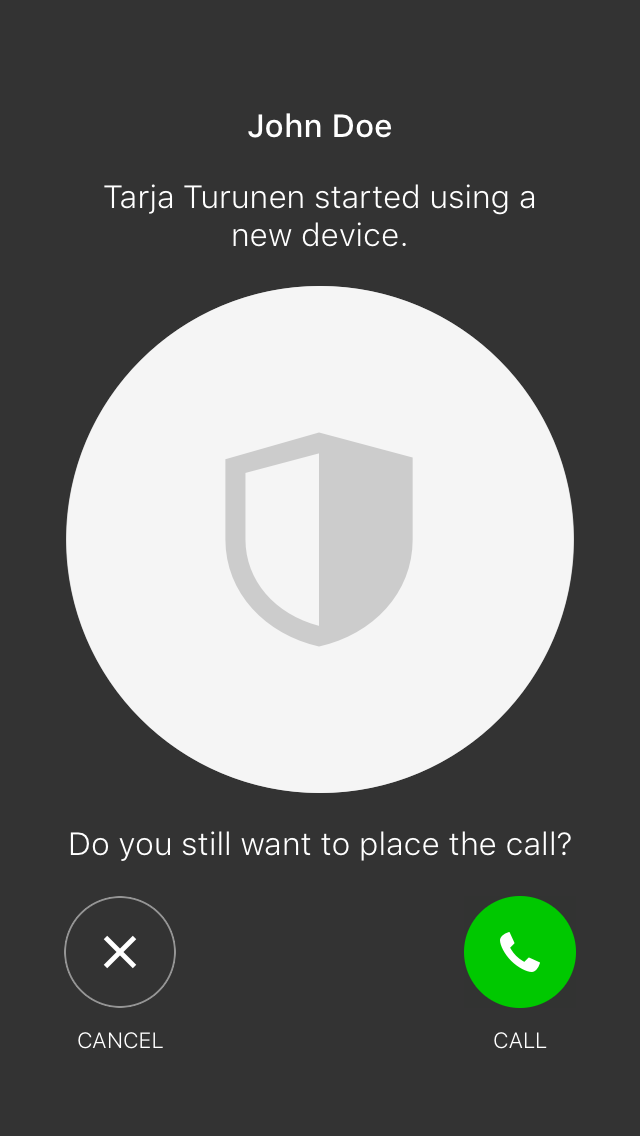 John Doe
Tarja Turunen started using a
new device.
Do you still want to place the call?
CANCEL
CALL